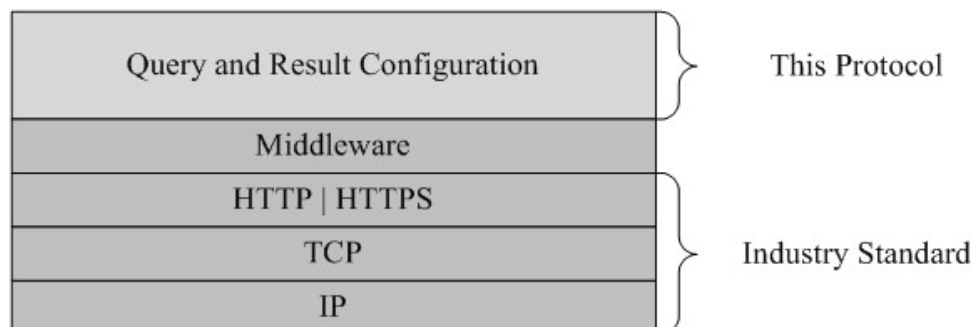 Query and Result Configuration
This Protocol
Middleware
HTTP | HTTPS
TCP
Industry Standard
IP